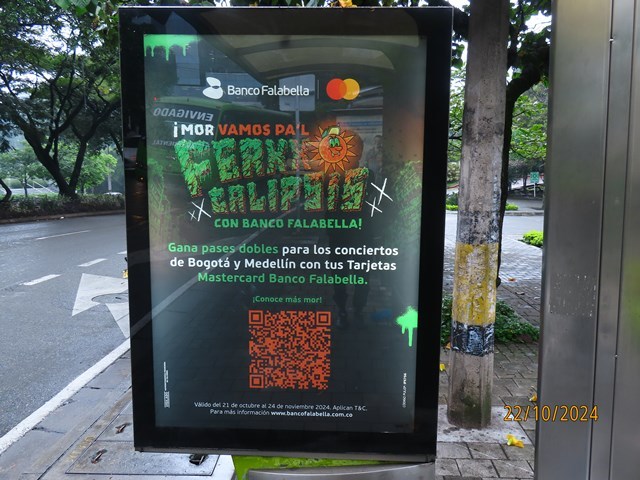 Banco Falabella
ENVIGADO
¡MOR VAMOS PA'L
FERXXO
CALIPSIS
CON BANCO FALABELLA!
Gana pases dobles para los conciertos
de Bogotá y Medellín con tus Tarjetas
Mastercard Banco Falabella.
¡Conoce más mor!
Válido del 21 de octubre al 24 de noviembre 2024. Aplican T&C.
Para más información www.bancofalabella.com.co
22/10/2024